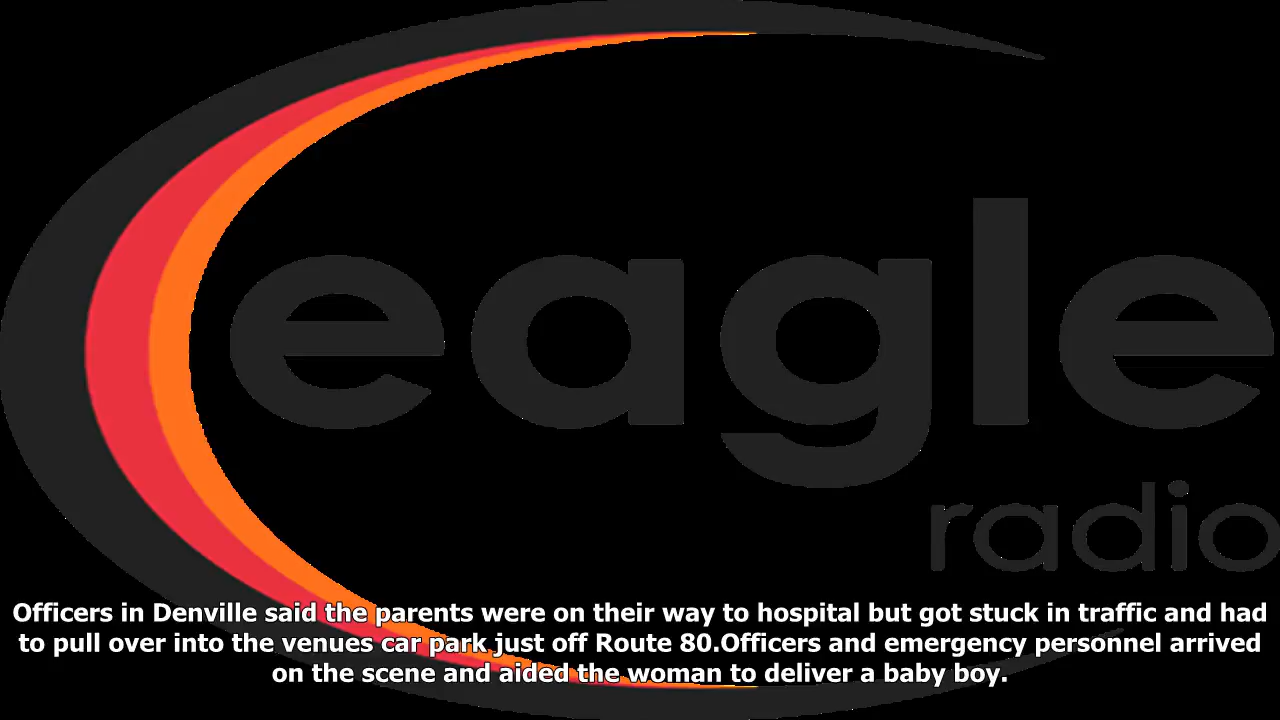 eagle
radio
Officers in Denville said the parents were on their way to hospital but got stuck in traffic and had
to pull over into the venues car park just off Route 80.Officers and emergency personnel arrived
on the scene and aided the woman to deliver a baby boy.